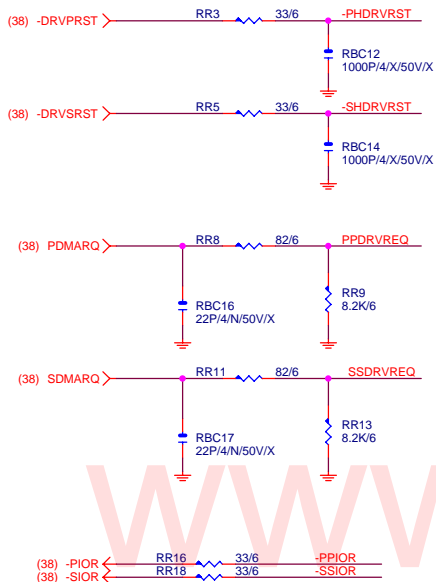 (38) -DRVPRST RR3 33/6 -PHDRVRST
RBC12
1000P/4/X/50V/X
(38) -DRVSRST RR5 33/6 -SHDRVRST
RBC14
1000P/4/X/50V/X
(38) PDMARQ RR8 82/6 PPDRVREQ
RBC16
22P/4/N/50V/X
RR9
8.2K/6
(38) SDMARQ RR11 82/6 SSDRVREQ
RBC17
22P/4/N/50V/X
RR13
8.2K/6
(38) -PIOR RR16 33/6 -PPIOR
(38) -SIOR RR18 33/6 -SSIOR
www